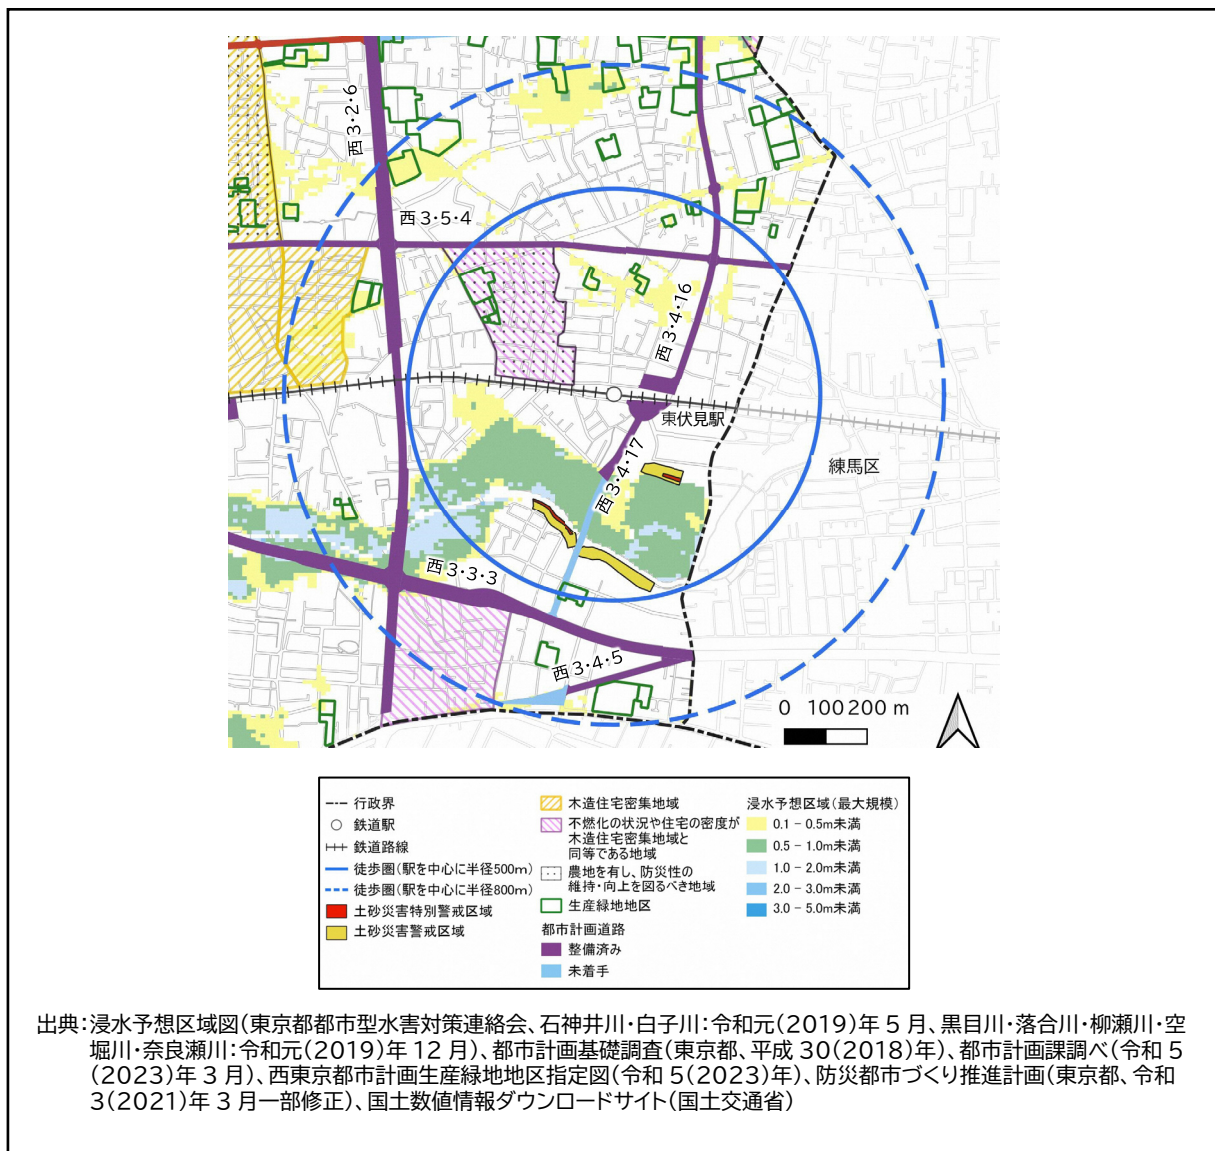 西3・2・6
西3・5・4
西3・4・16
東伏見駅
西3・4・17
練馬区
西3・3・3
西3・4・5
0 100 200 m
行政界
鉄道駅
鉄道路線
徒歩圏(駅を中心に半径500m)
徒歩圏(駅を中心に半径800m)
土砂災害特別警戒区域
土砂災害警戒区域
木造住宅密集地域
不燃化の状況や住宅の密度が
木造住宅密集地域と
同等である地域
農地を有し、防災性の
維持・向上を図るべき地域
生産緑地地区
都市計画道路
整備済み
未着手
浸水予想区域(最大規模)
0.1 - 0.5m未満
0.5 - 1.0m未満
1.0 - 2.0m未満
2.0 - 3.0m未満
3.0 - 5.0m未満
出典:浸水予想区域図(東京都都市型水害対策連絡会、石神井川・白子川:令和元(2019)年5月、黒目川・落合川・柳瀬川・空
堀川・奈良瀬川:令和元(2019)年12月)、都市計画基礎調査(東京都、平成30(2018)年)、都市計画課調べ(令和5
(2023)年3月)、西東京都市計画生産緑地地区指定図(令和5(2023)年)、防災都市づくり推進計画(東京都、令和
3(2021)年3月一部修正)、国土数値情報ダウンロードサイト(国土交通省)